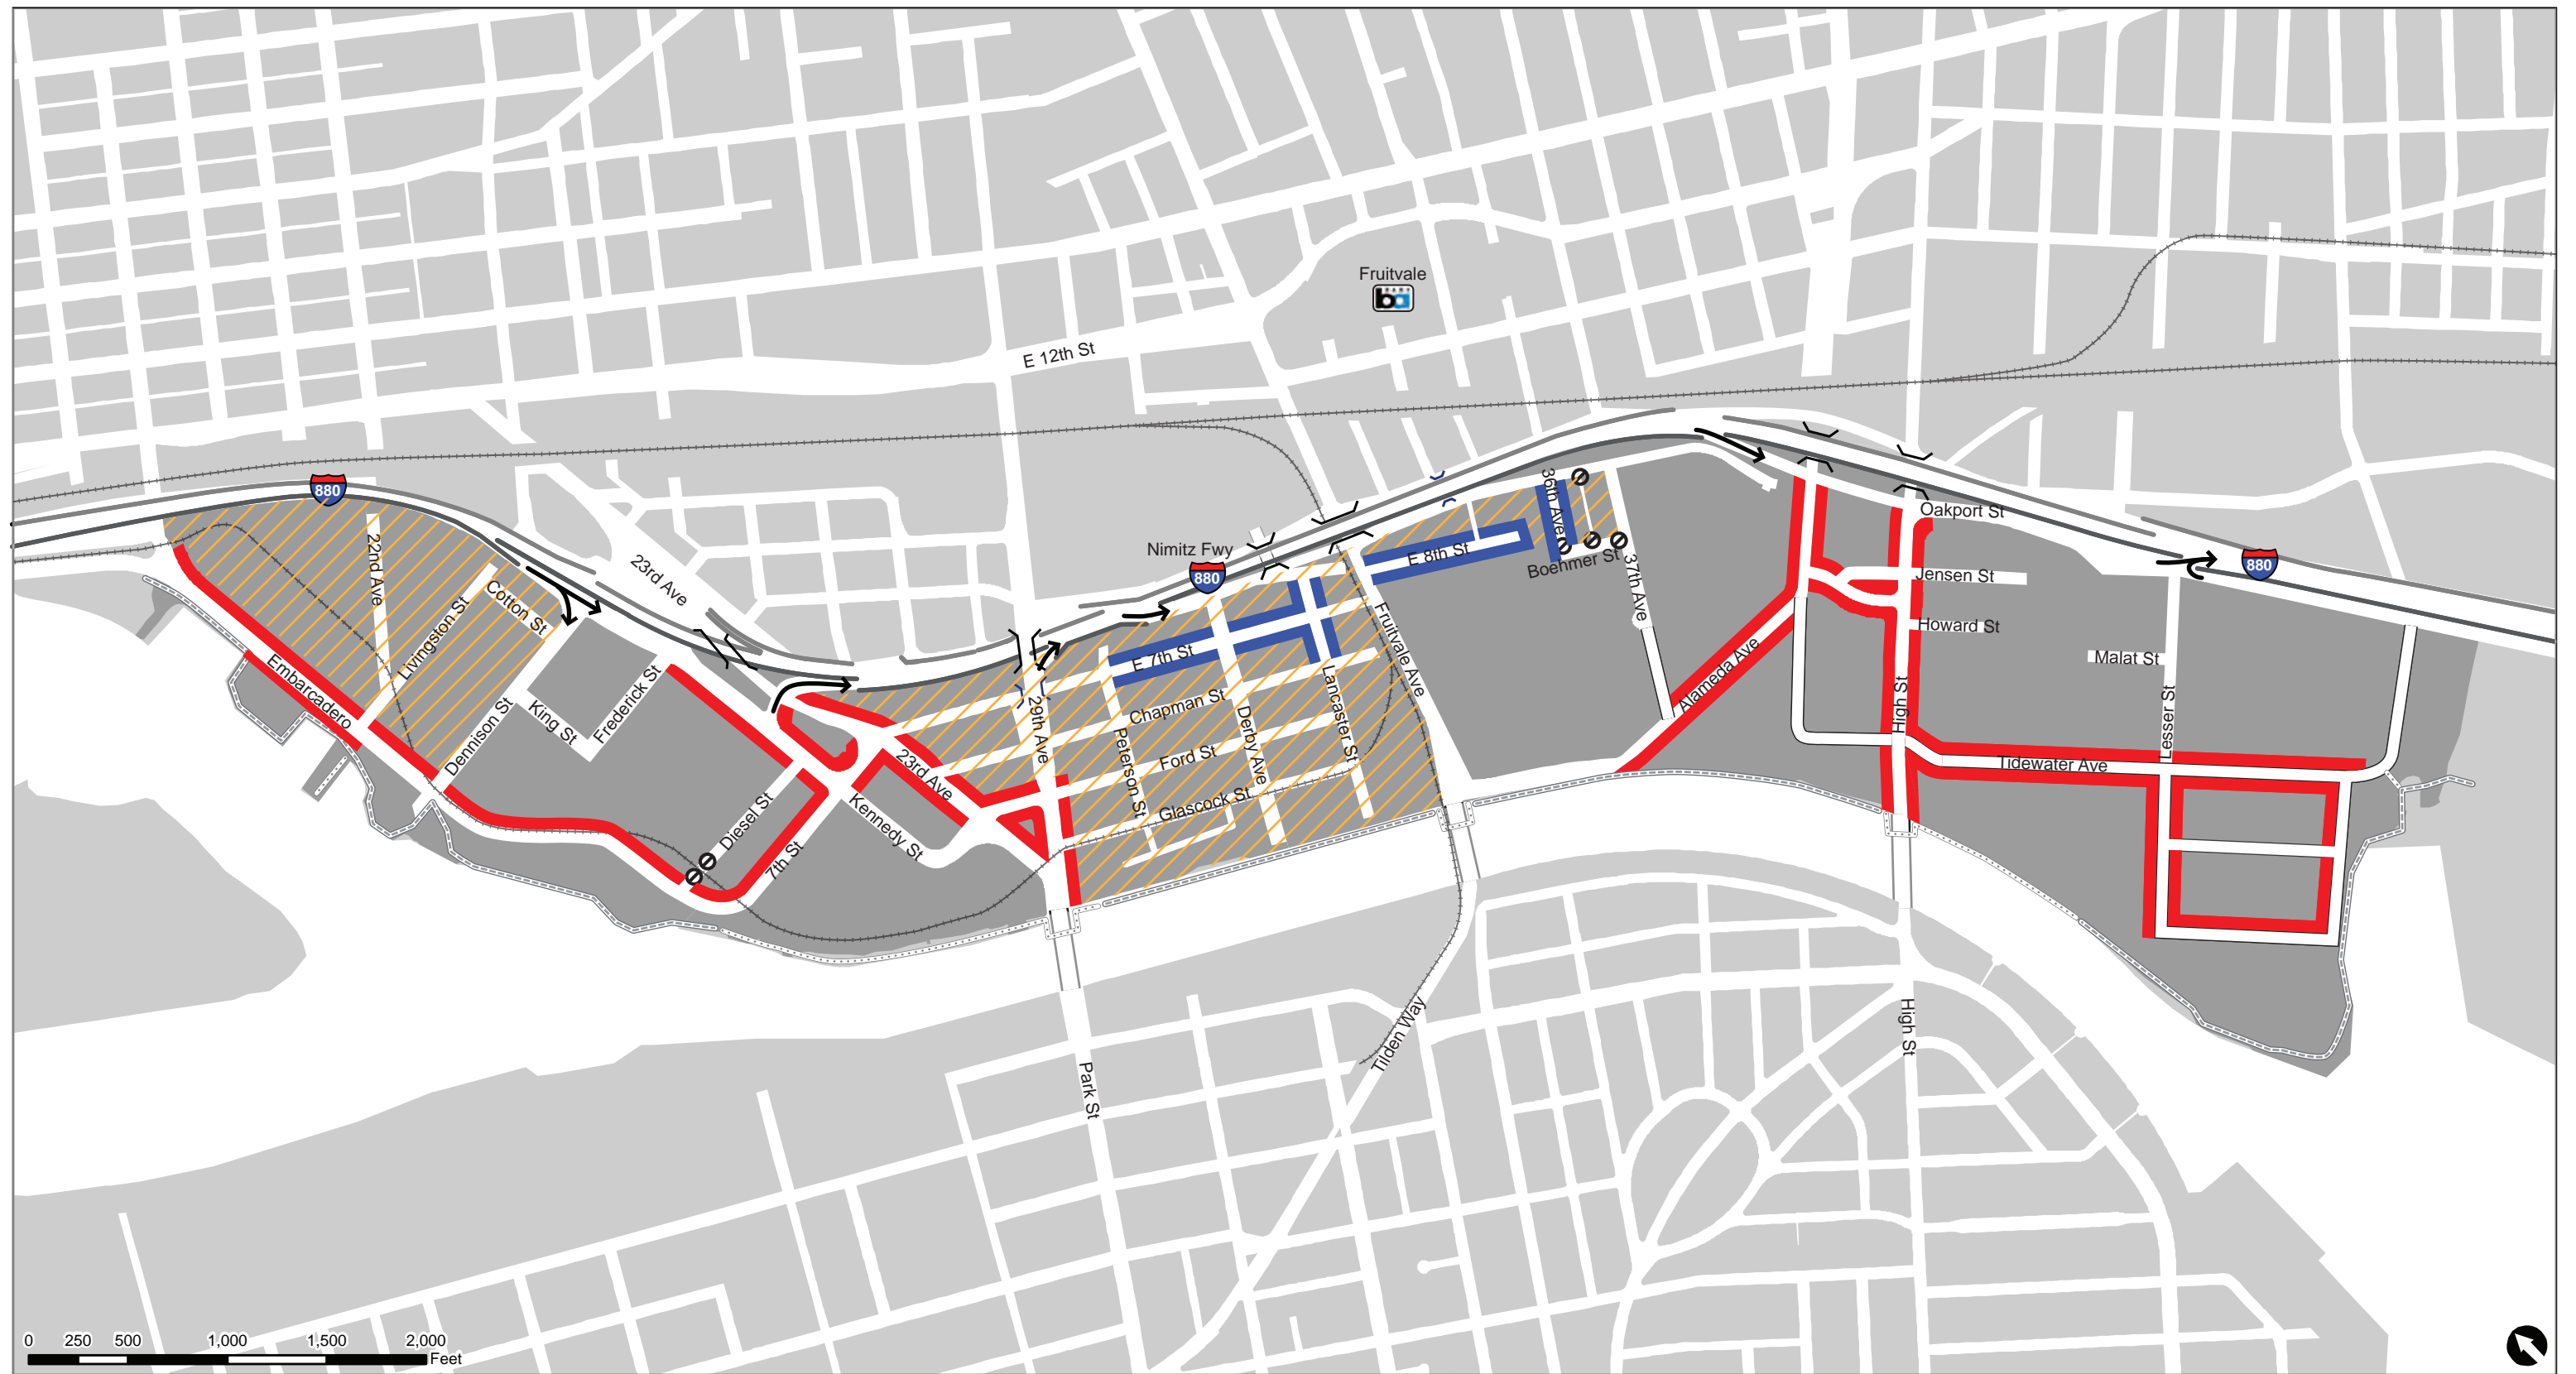 Fruitvale
ba
E 12th St
880
36th Ave
Oakport St
Nimitz Fwy
E 8th St
22nd Ave
23rd Ave
880
Boehmer St
880
Jensen St
Cotton St
37th Ave
Livingston St
Howard St
Fruitvale Ave
E 7th St
Malat St
Embarcadero
Frederick St
Alameda Ave
Dennison St
King St
Chapman St
Lancaster St
High St
Lesser St
29th Ave
Derby Ave
Peterson St
Ford St
23rd Ave
Tidewater Ave
Diesel St
Glascock St
Kennedy St
7th St
Tilden Way
High St
Park St
0 250 500 1,000 1,500 2,000
Feet